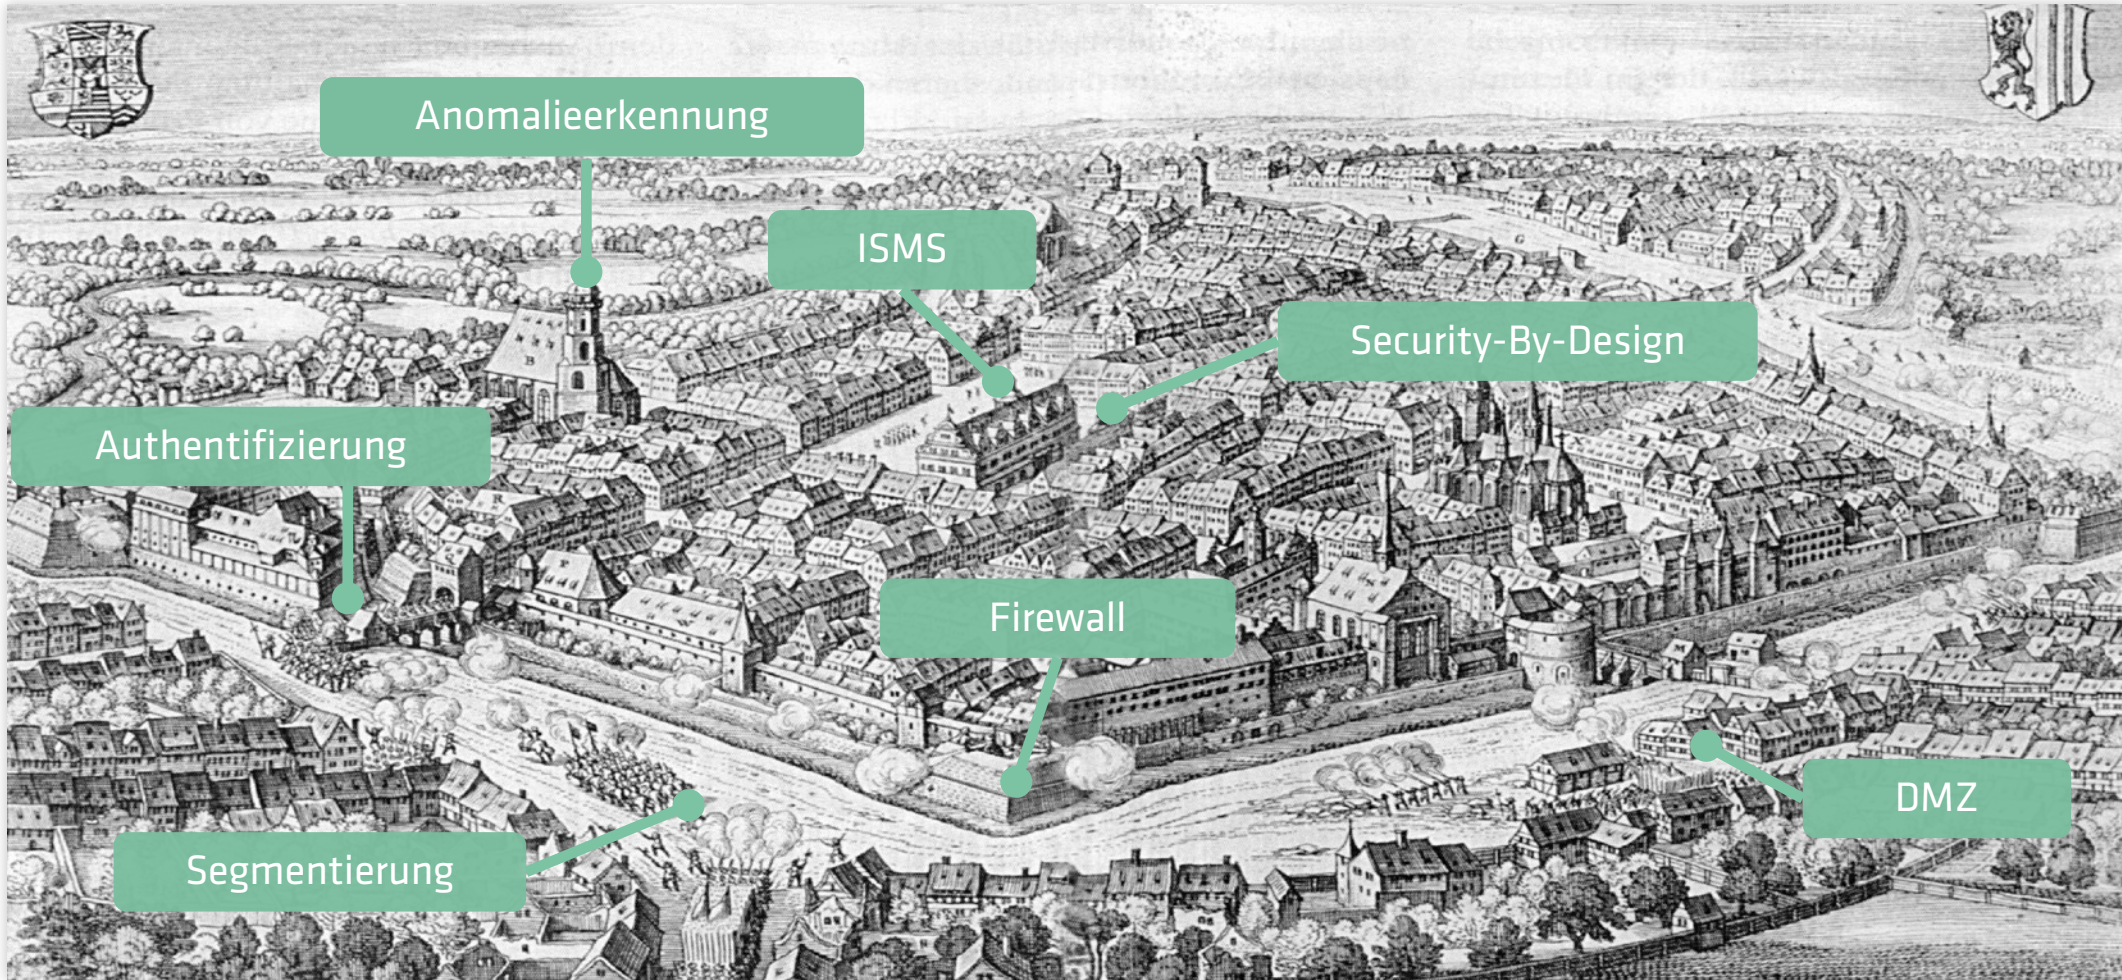 Anomalieerkennung
ISMS
Security-By-Design
Authentifizierung
Firewall
DMZ
Segmentierung